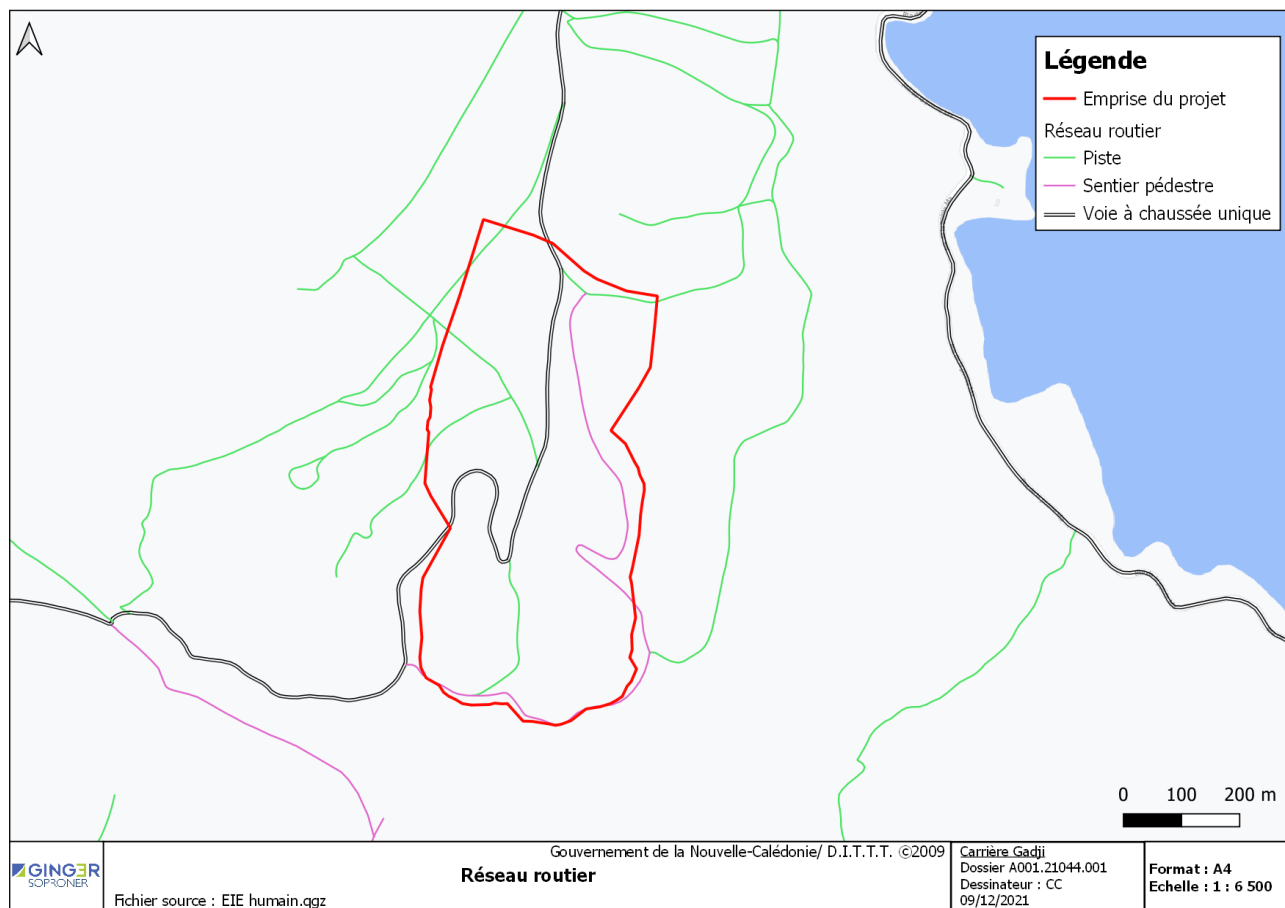 Légende
Emprise du projet
Réseau routier
Piste
Sentier pédestre
Voie à chaussée unique
0 100 200 m
GINGER
SOPRONER
Fichier source : EIE humain.qgz
Gouvernement de la Nouvelle-Calédonie/ D.I.T.T.T. ©2009
Réseau routier
Carrière Gadji
Dossier A001.21044.001
Dessinateur : CC
09/12/2021
Format : A4
Echelle : 1 : 6 500